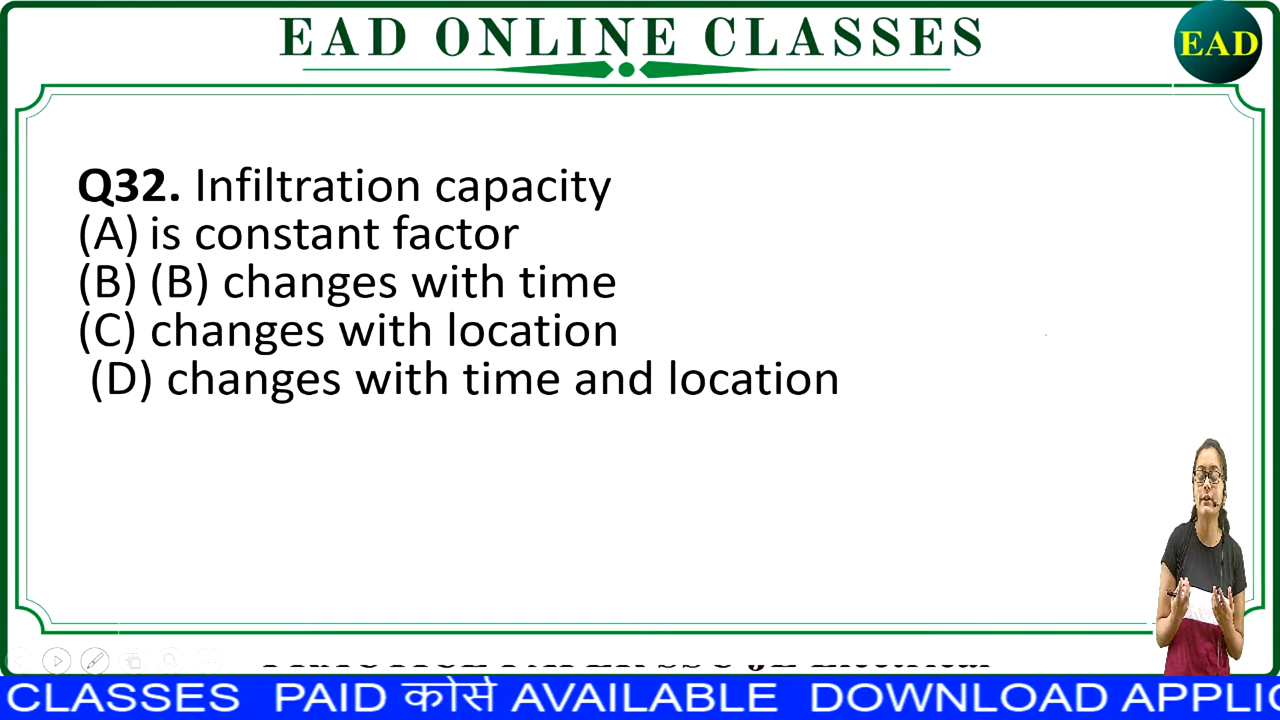 EAD ONLINE CLASSES
EAD
Q32. Infiltration capacity
(A) is constant factor
(B) (B) changes with time
(C) changes with location
(D) changes with time and location
CLASSES PAID कोर्स AVAILABLE DOWNLOAD APPLIC